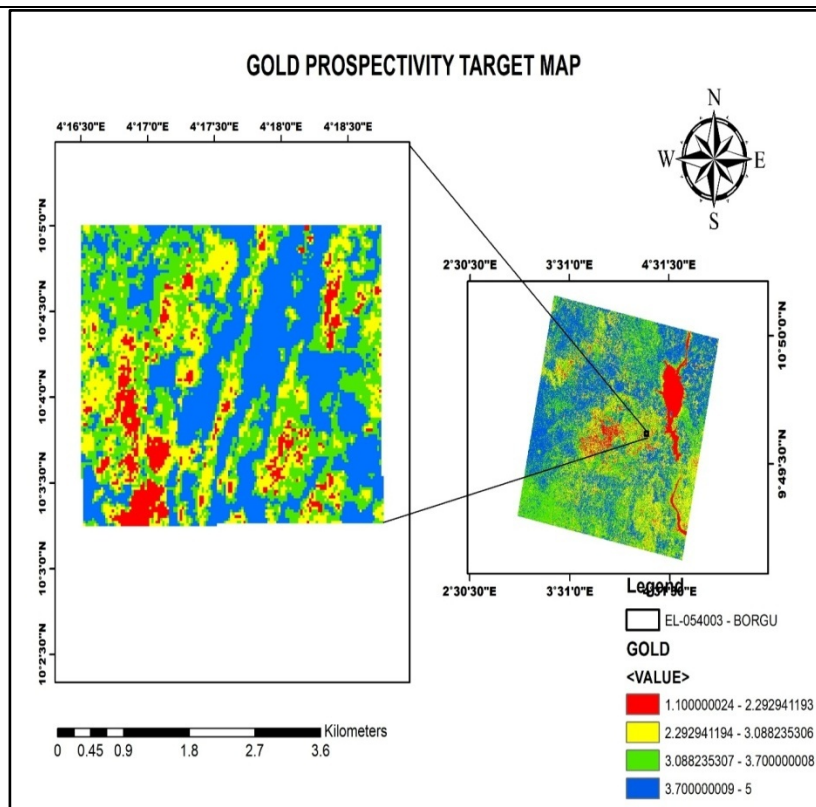 GOLD PROSPECTIVITY TARGET MAP
N
W E
S
4°16'30"E 4°17'0"E 4°17'30"E 4°18'0"E 4°18'30"E
10°5'0"N
10°4'30"N
10°4'0"N
10°3'30"N
10°3'0"N
10°2'30"N
2°30'30"E 3°31'0"E 4°31'30"E
10°50'0"N
9°49'30"N
2°30'30"E 3°31'0"E 4°31'30"E
Kilometers
0 0.45 0.9 1.8 2.7 3.6
Legend
EL-054003 - BORGU
GOLD
<VALUE>
1.100000024 - 2.292941193
2.292941194 - 3.088235306
3.088235307 - 3.700000008
3.700000009 - 5